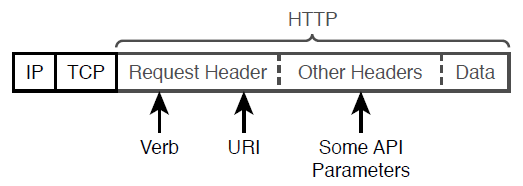 HTTP
IP TCP Request Header Other Headers Data
Verb URI Some API
Parameters